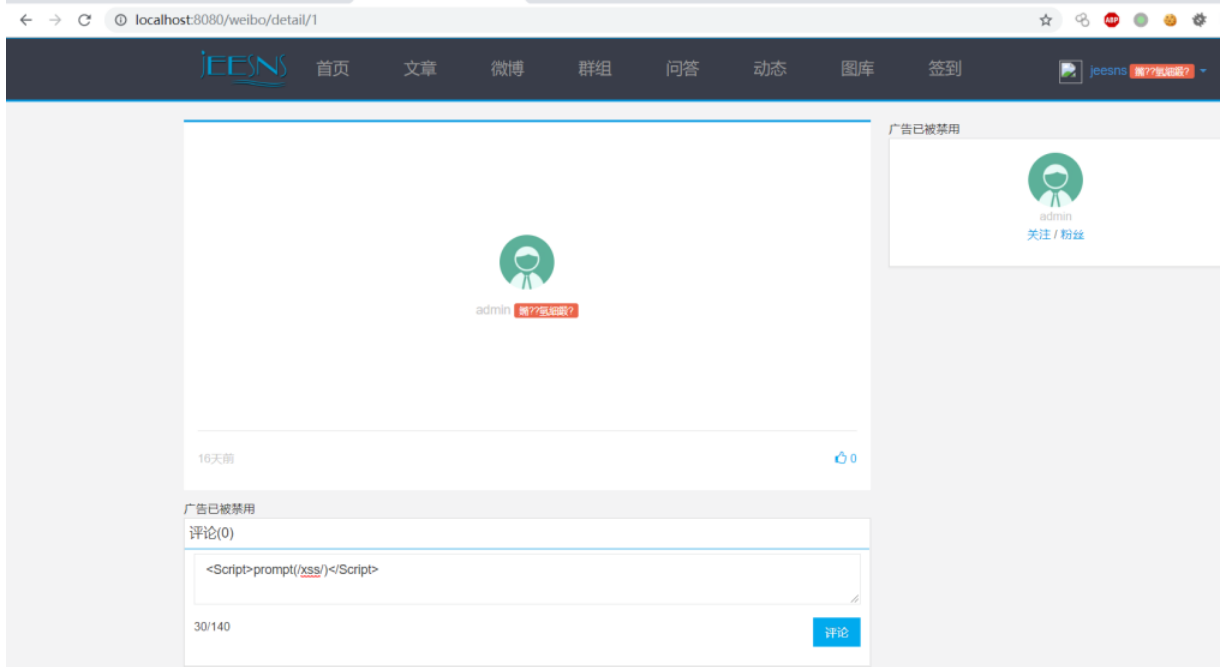 localhost:8080/weibo/detail/1
ABP
JEESNS 首页 文章 微博 群组 问答 动态 图库 签到 jeesns
广告已被禁用
admin
关注 / 粉丝
admin
16天前 0
广告已被禁用
评论(0)
<Script>prompt(/xss/)</Script>
30/140 评论